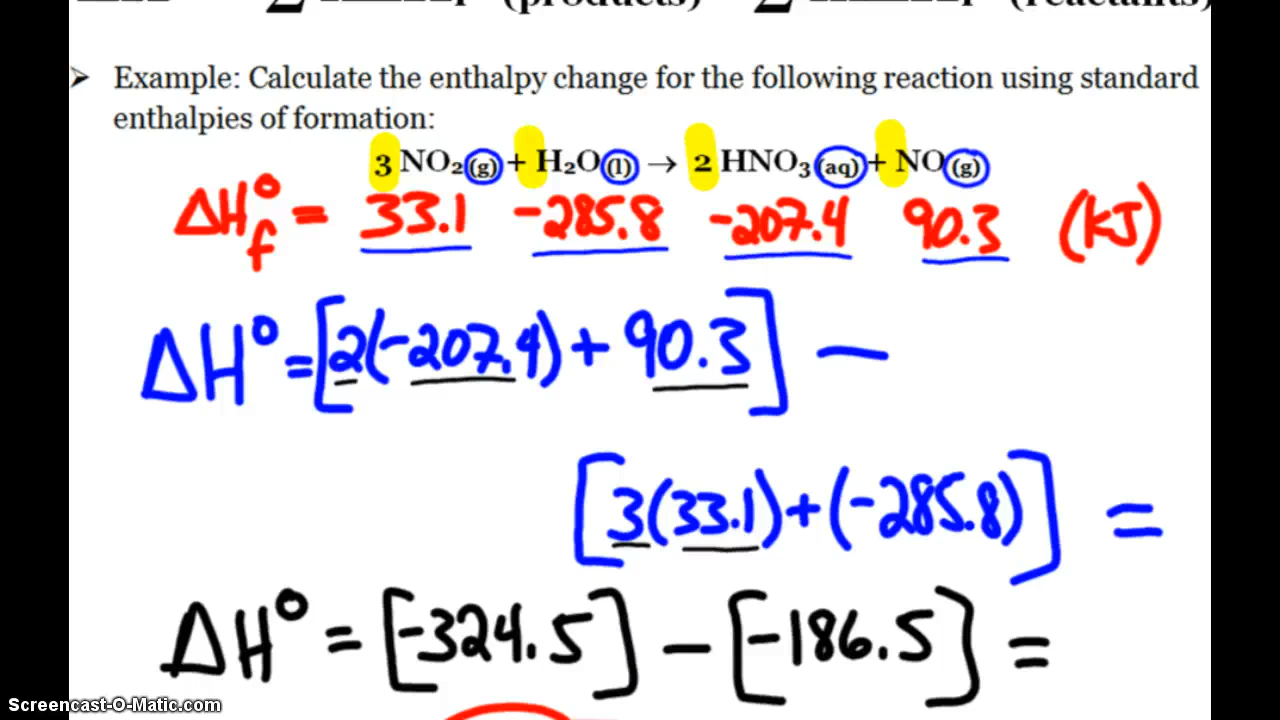 (products) (reactants)
➤ Example: Calculate the enthalpy change for the following reaction using standard
enthalpies of formation:
3 NO₂(g) + H₂O(l) → 2 HNO₃(aq) + NO(g)
ΔH°f = 33.1 -285.8 -207.4 90.3 (kJ)
ΔH° = [2(-207.4) + 90.3] —
[3(33.1) + (-285.8)] =
ΔH° = [-324.5] - [-186.5] =
Screencast-O-Matic.com